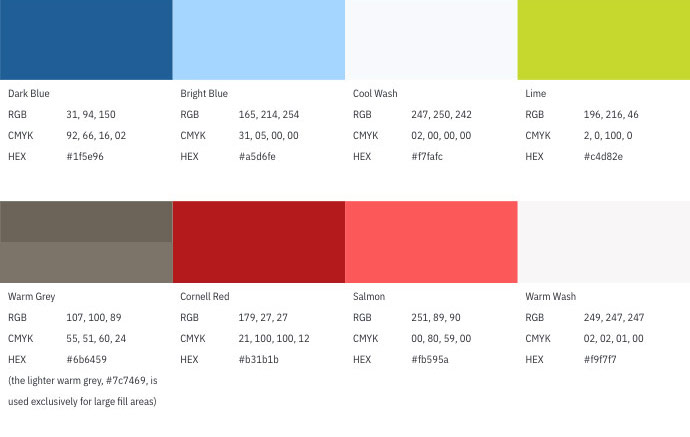 Dark Blue
RGB 31, 94, 150
CMYK 92, 66, 16, 02
HEX #1f5e96
Bright Blue
RGB 165, 214, 254
CMYK 31, 05, 00, 00
HEX #a5d6fe
Cool Wash
RGB 247, 250, 242
CMYK 02, 00, 00, 00
HEX #f7fafc
Lime
RGB 196, 216, 46
CMYK 2, 0, 100, 0
HEX #c4d82e
Warm Grey
RGB 107, 100, 89
CMYK 55, 51, 60, 24
HEX #6b6459
(the lighter warm grey, #7c7469, is
used exclusively for large fill areas)
Cornell Red
RGB 179, 27, 27
CMYK 21, 100, 100, 12
HEX #b31b1b
Salmon
RGB 251, 89, 90
CMYK 00, 80, 59, 00
HEX #fb595a
Warm Wash
RGB 249, 247, 247
CMYK 02, 02, 01, 00
HEX #f9f7f7